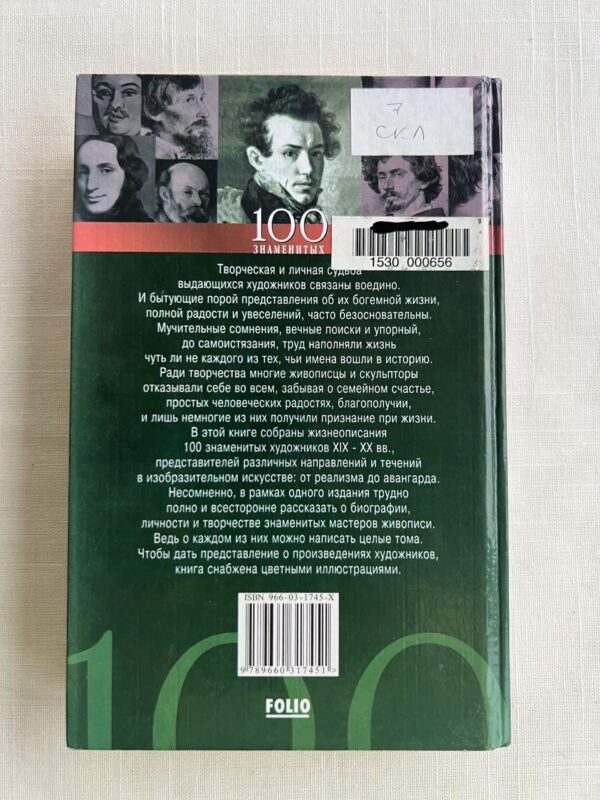 7
СКЛ
100
ЗНАМЕНИТЫХ
1530 000656
Творческая и личная судьба
выдающихся художников связаны воедино.
И бытующие порой представления об их богемной жизни,
полной радости и увеселений, часто безосновательны.
Мучительные сомнения, вечные поиски и упорный,
до самоистязания, труд наполняли жизнь
чуть ли не каждого из тех, чьи имена вошли в историю.
Ради творчества многие живописцы и скульпторы
отказывали себе во всем, забывая о семейном счастье,
простых человеческих радостях, благополучии,
и лишь немногие из них получили признание при жизни.
В этой книге собраны жизнеописания
100 знаменитых художников XIX - XX вв.,
представителей различных направлений и течений
в изобразительном искусстве: от реализма до авангарда.
Несомненно, в рамках одного издания трудно
полно и всесторонне рассказать о биографии,
личности и творчестве знаменитых мастеров живописи.
Ведь о каждом из них можно написать целые тома.
Чтобы дать представление о произведениях художников,
книга снабжена цветными иллюстрациями.
ISBN 966-03-1745-X
9 789660 317451 >
FOLIO
100